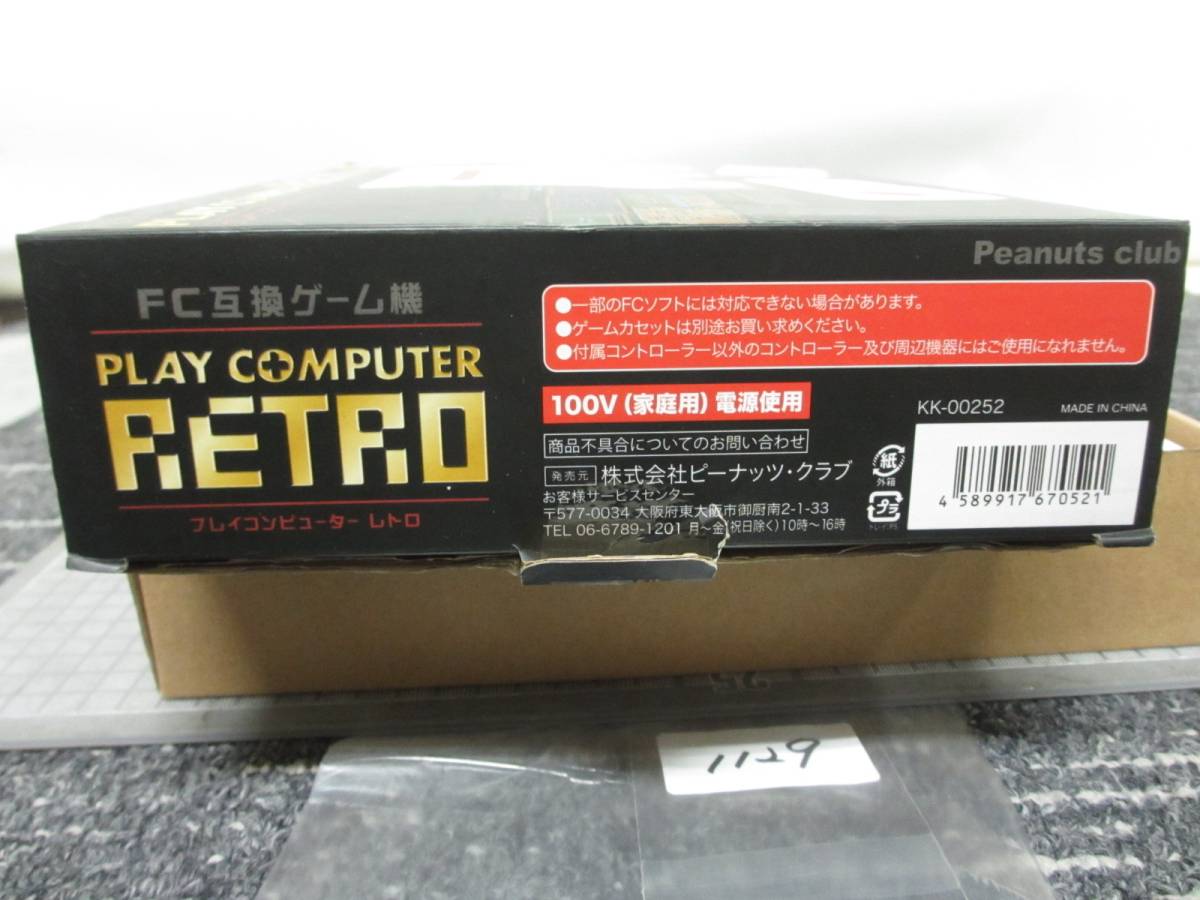 Peanuts club
FC互換ゲーム機
PLAY COMPUTER
RETRO
プレイコンピューター レトロ
●一部のFCソフトには対応できない場合があります。
●ゲームカセットは別途お買い求めください。
●付属コントローラー以外のコントローラー及び周辺機器にはご使用になれません。
100V(家庭用)電源使用
商品不具合についてのお問い合わせ
発売元 株式会社ピーナッツ・クラブ
お客様サービスセンター
〒577-0034 大阪府東大阪市御厨南2-1-33
TEL 06-6789-1201 月～金(祝日除く)10時～16時
KK-00252 MADE IN CHINA
紙
外箱
プラ
4 589917 670521
1129